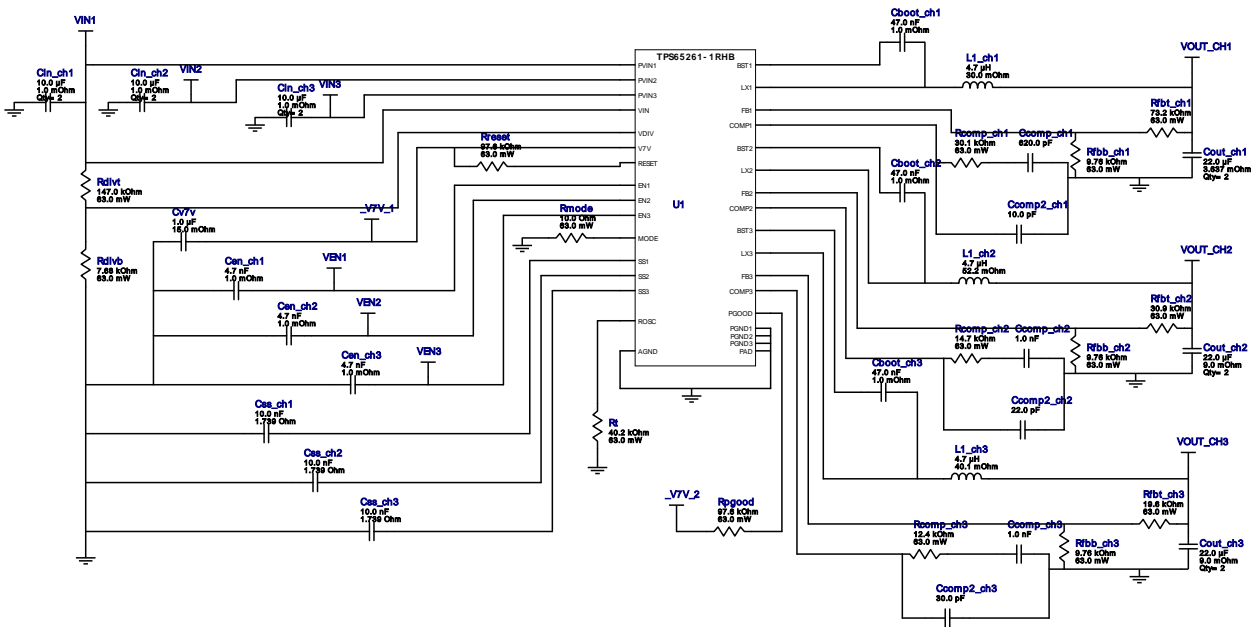 VIN1
Cin_ch1
10.0 µF
1.0 mOhm
Qty= 2
Cin_ch2
10.0 µF
1.0 mOhm
Qty= 2
VIN2
Cin_ch3
10.0 µF
1.0 mOhm
Qty= 2
VIN3
Rdivt
147.0 kOhm
63.0 mW
Rdivb
7.68 kOhm
63.0 mW
Cv7v
1.0 µF
15.0 mOhm
_V7V_1
Cen_ch1
4.7 nF
1.0 mOhm
VEN1
Cen_ch2
4.7 nF
1.0 mOhm
VEN2
Cen_ch3
4.7 nF
1.0 mOhm
VEN3
Css_ch1
10.0 nF
1.739 Ohm
Css_ch2
10.0 nF
1.739 Ohm
Css_ch3
10.0 nF
1.739 Ohm
Rreset
97.6 kOhm
63.0 mW
Rmode
10.0 Ohm
63.0 mW
Rt
40.2 kOhm
63.0 mW
_V7V_2
Rpgood
97.6 kOhm
63.0 mW
TPS65261-1RHB
U1
PVIN1
PVIN2
PVIN3
VIN
VDIV
V7V
RESET
EN1
EN2
EN3
MODE
SS1
SS2
SS3
ROSC
AGND
BST1
LX1
FB1
COMP1
BST2
LX2
FB2
COMP2
BST3
LX3
FB3
COMP3
PGOOD
PGND1
PGND2
PGND3
PAD
Cboot_ch1
47.0 nF
1.0 mOhm
L1_ch1
4.7 µH
30.0 mOhm
VOUT_CH1
Rfbt_ch1
73.2 kOhm
63.0 mW
Rcomp_ch1
30.1 kOhm
63.0 mW
Ccomp_ch1
620.0 pF
Rfbb_ch1
9.76 kOhm
63.0 mW
Cout_ch1
22.0 µF
3.637 mOhm
Qty= 2
Ccomp2_ch1
10.0 pF
Cboot_ch2
47.0 nF
1.0 mOhm
L1_ch2
4.7 µH
52.2 mOhm
VOUT_CH2
Rfbt_ch2
30.9 kOhm
63.0 mW
Rcomp_ch2
14.7 kOhm
63.0 mW
Ccomp_ch2
1.0 nF
Rfbb_ch2
9.76 kOhm
63.0 mW
Cout_ch2
22.0 µF
9.0 mOhm
Qty= 2
Ccomp2_ch2
22.0 pF
Cboot_ch3
47.0 nF
1.0 mOhm
L1_ch3
4.7 µH
40.1 mOhm
VOUT_CH3
Rfbt_ch3
19.6 kOhm
63.0 mW
Rcomp_ch3
12.4 kOhm
63.0 mW
Ccomp_ch3
1.0 nF
Rfbb_ch3
9.76 kOhm
63.0 mW
Cout_ch3
22.0 µF
9.0 mOhm
Qty= 2
Ccomp2_ch3
30.0 pF